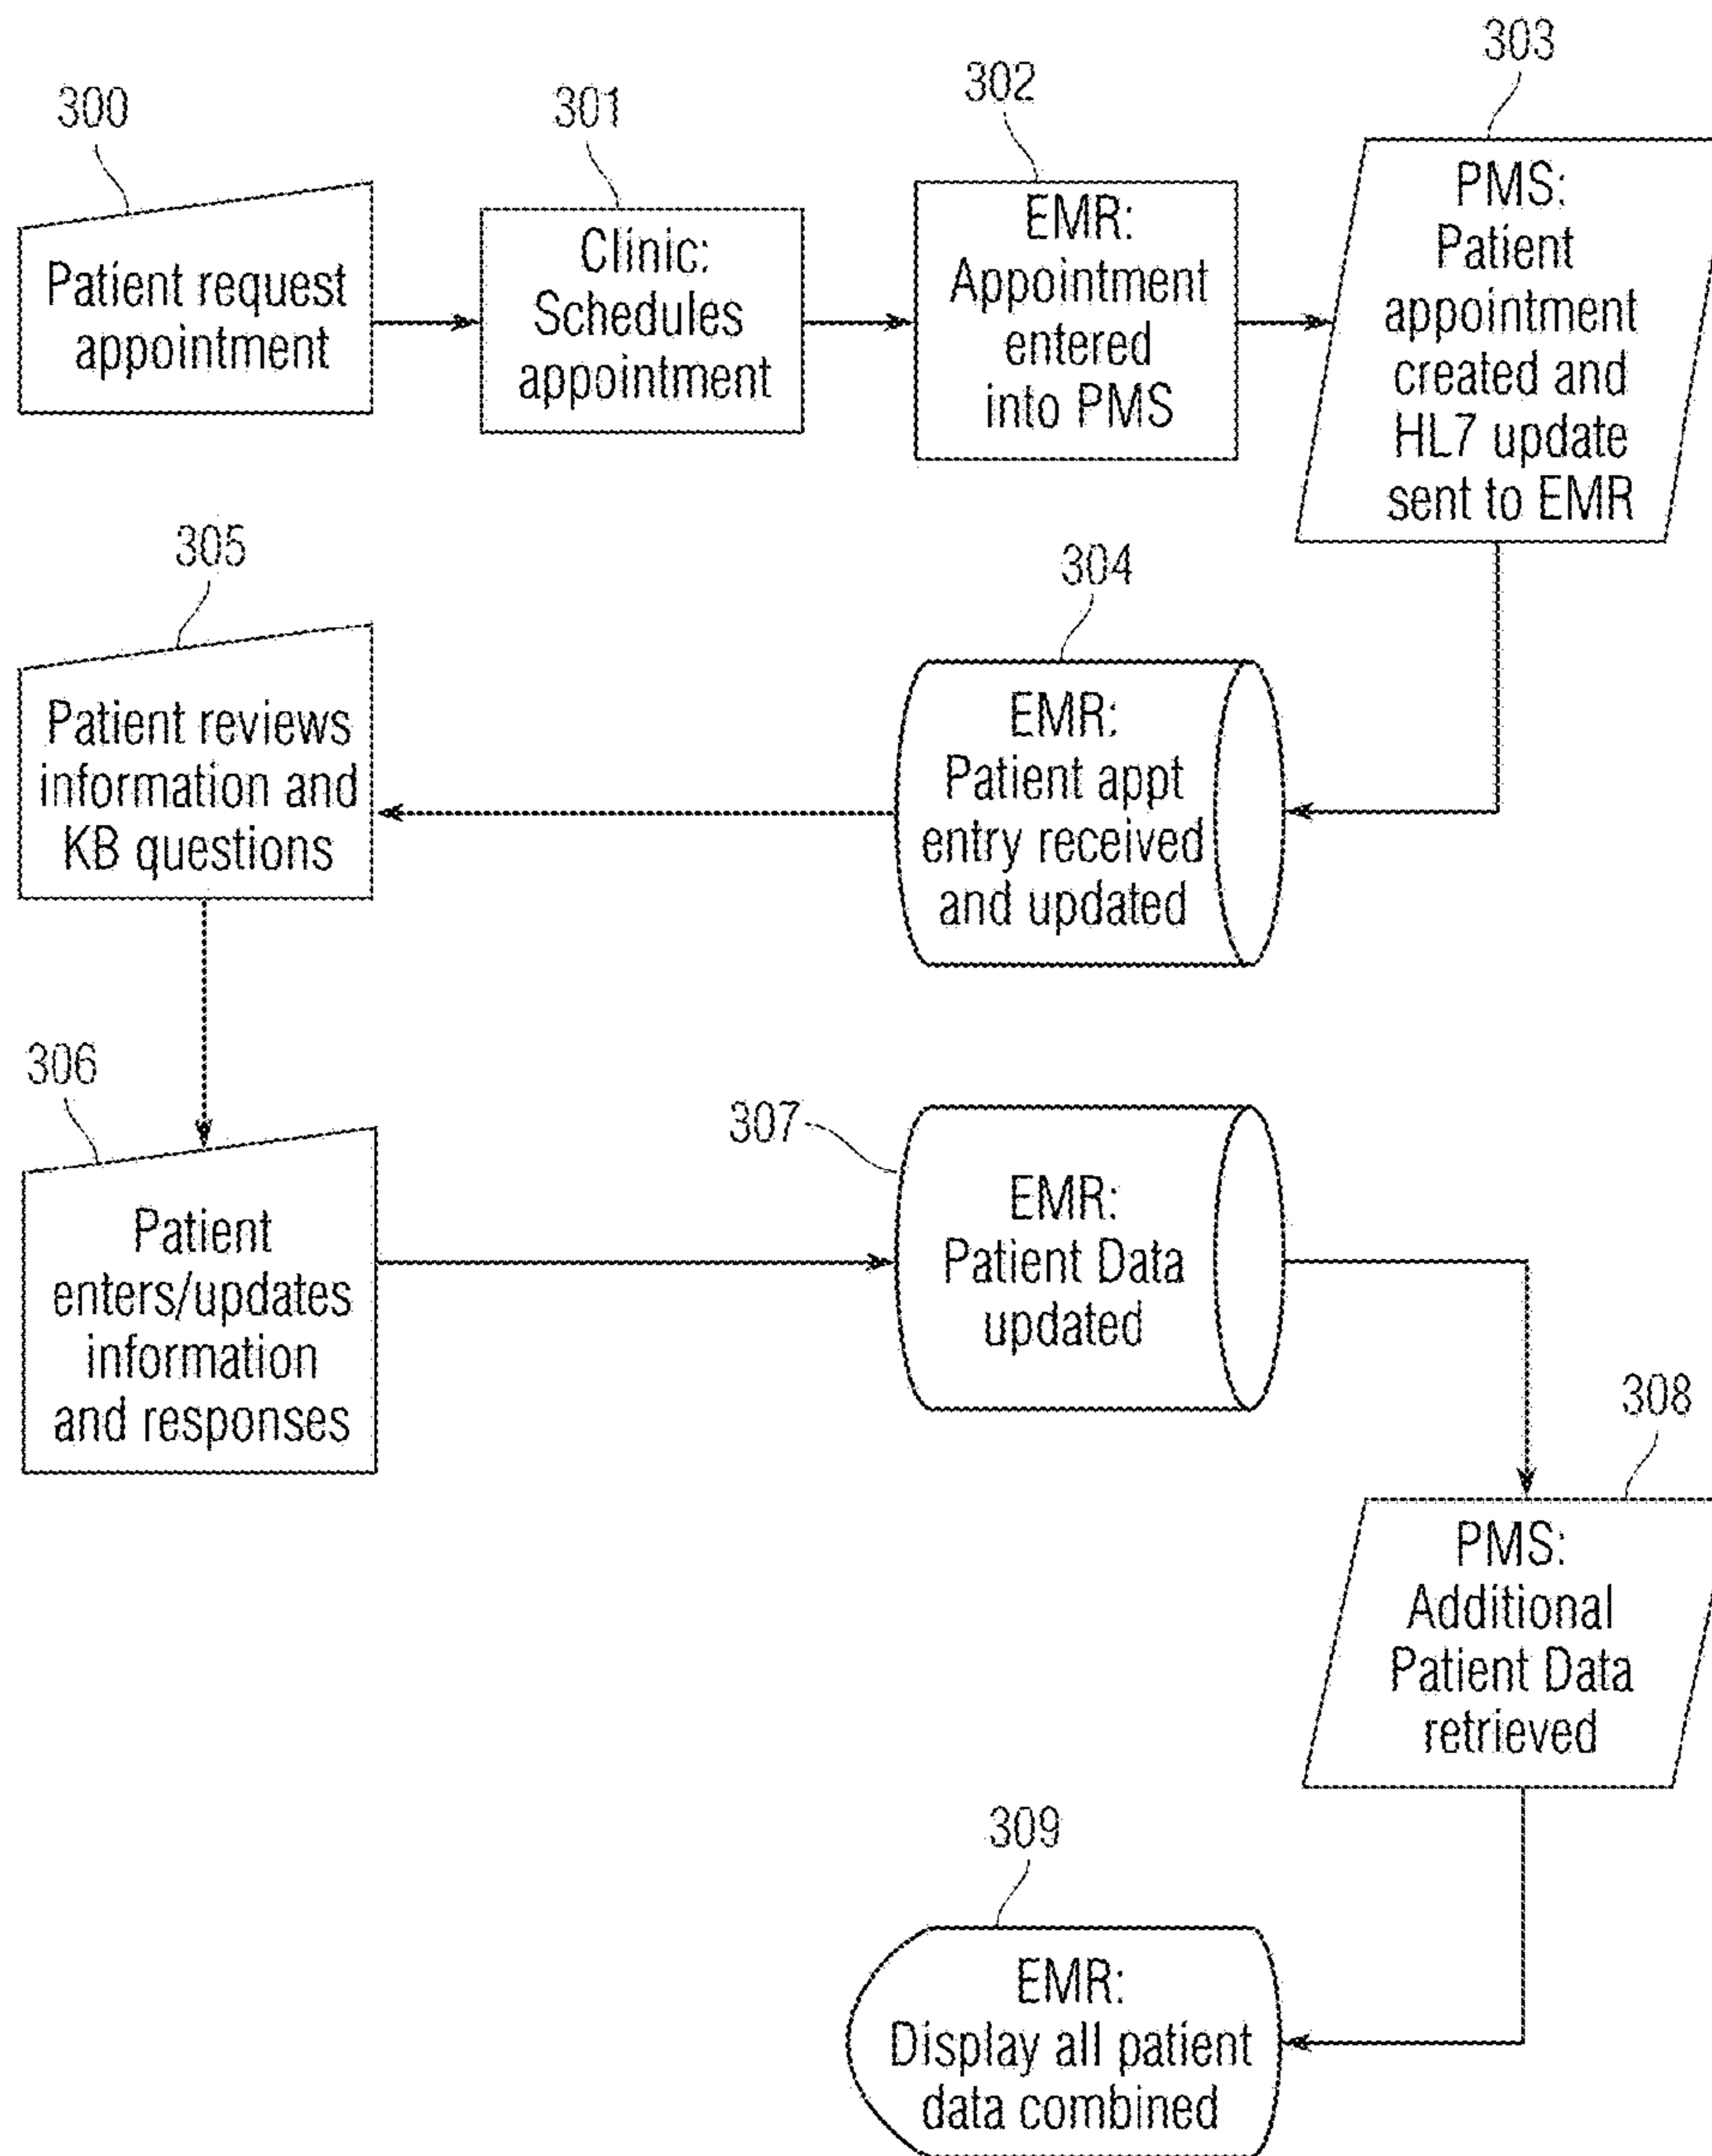 300
Patient request
appointment
301
Clinic:
Schedules
appointment
302
EMR:
Appointment
entered
into PMS
303
PMS:
Patient
appointment
created and
HL7 update
sent to EMR
304
EMR:
Patient appt
entry received
and updated
305
Patient reviews
information and
KB questions
306
Patient
enters/updates
information
and responses
307
EMR:
Patient Data
updated
308
PMS:
Additional
Patient Data
retrieved
309
EMR:
Display all patient
data combined